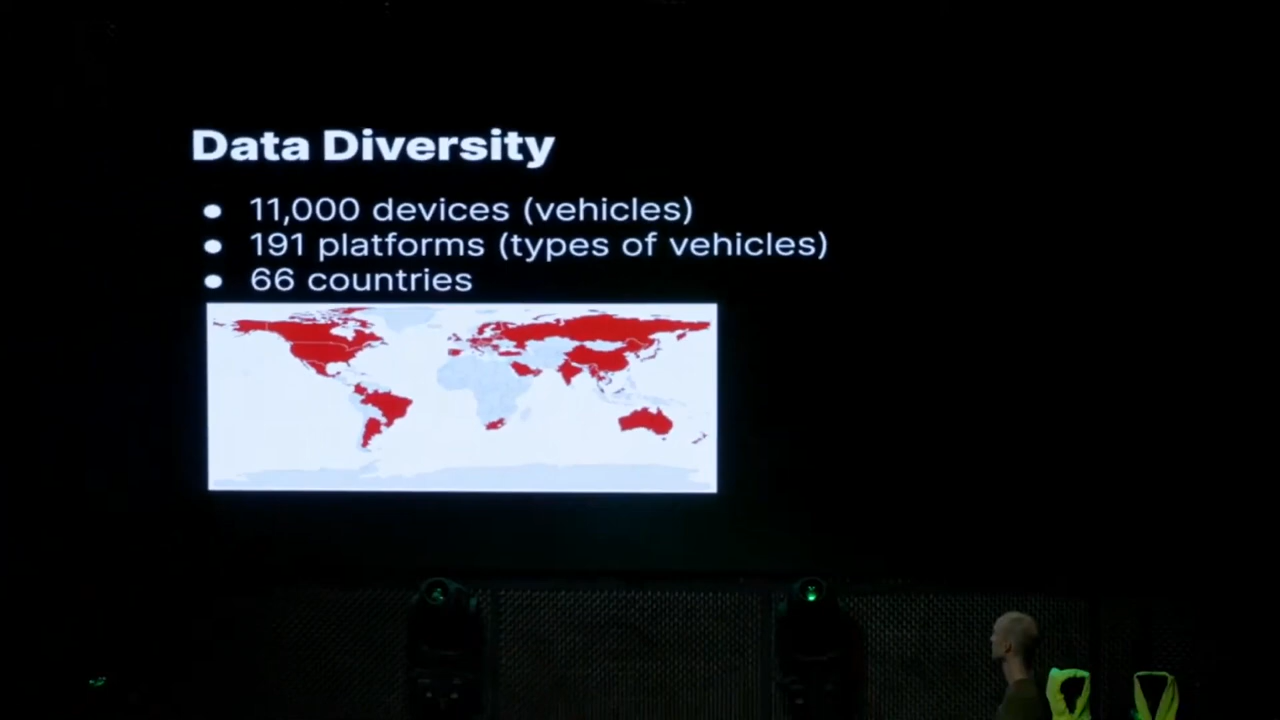 Data Diversity
● 11,000 devices (vehicles)
● 191 platforms (types of vehicles)
● 66 countries